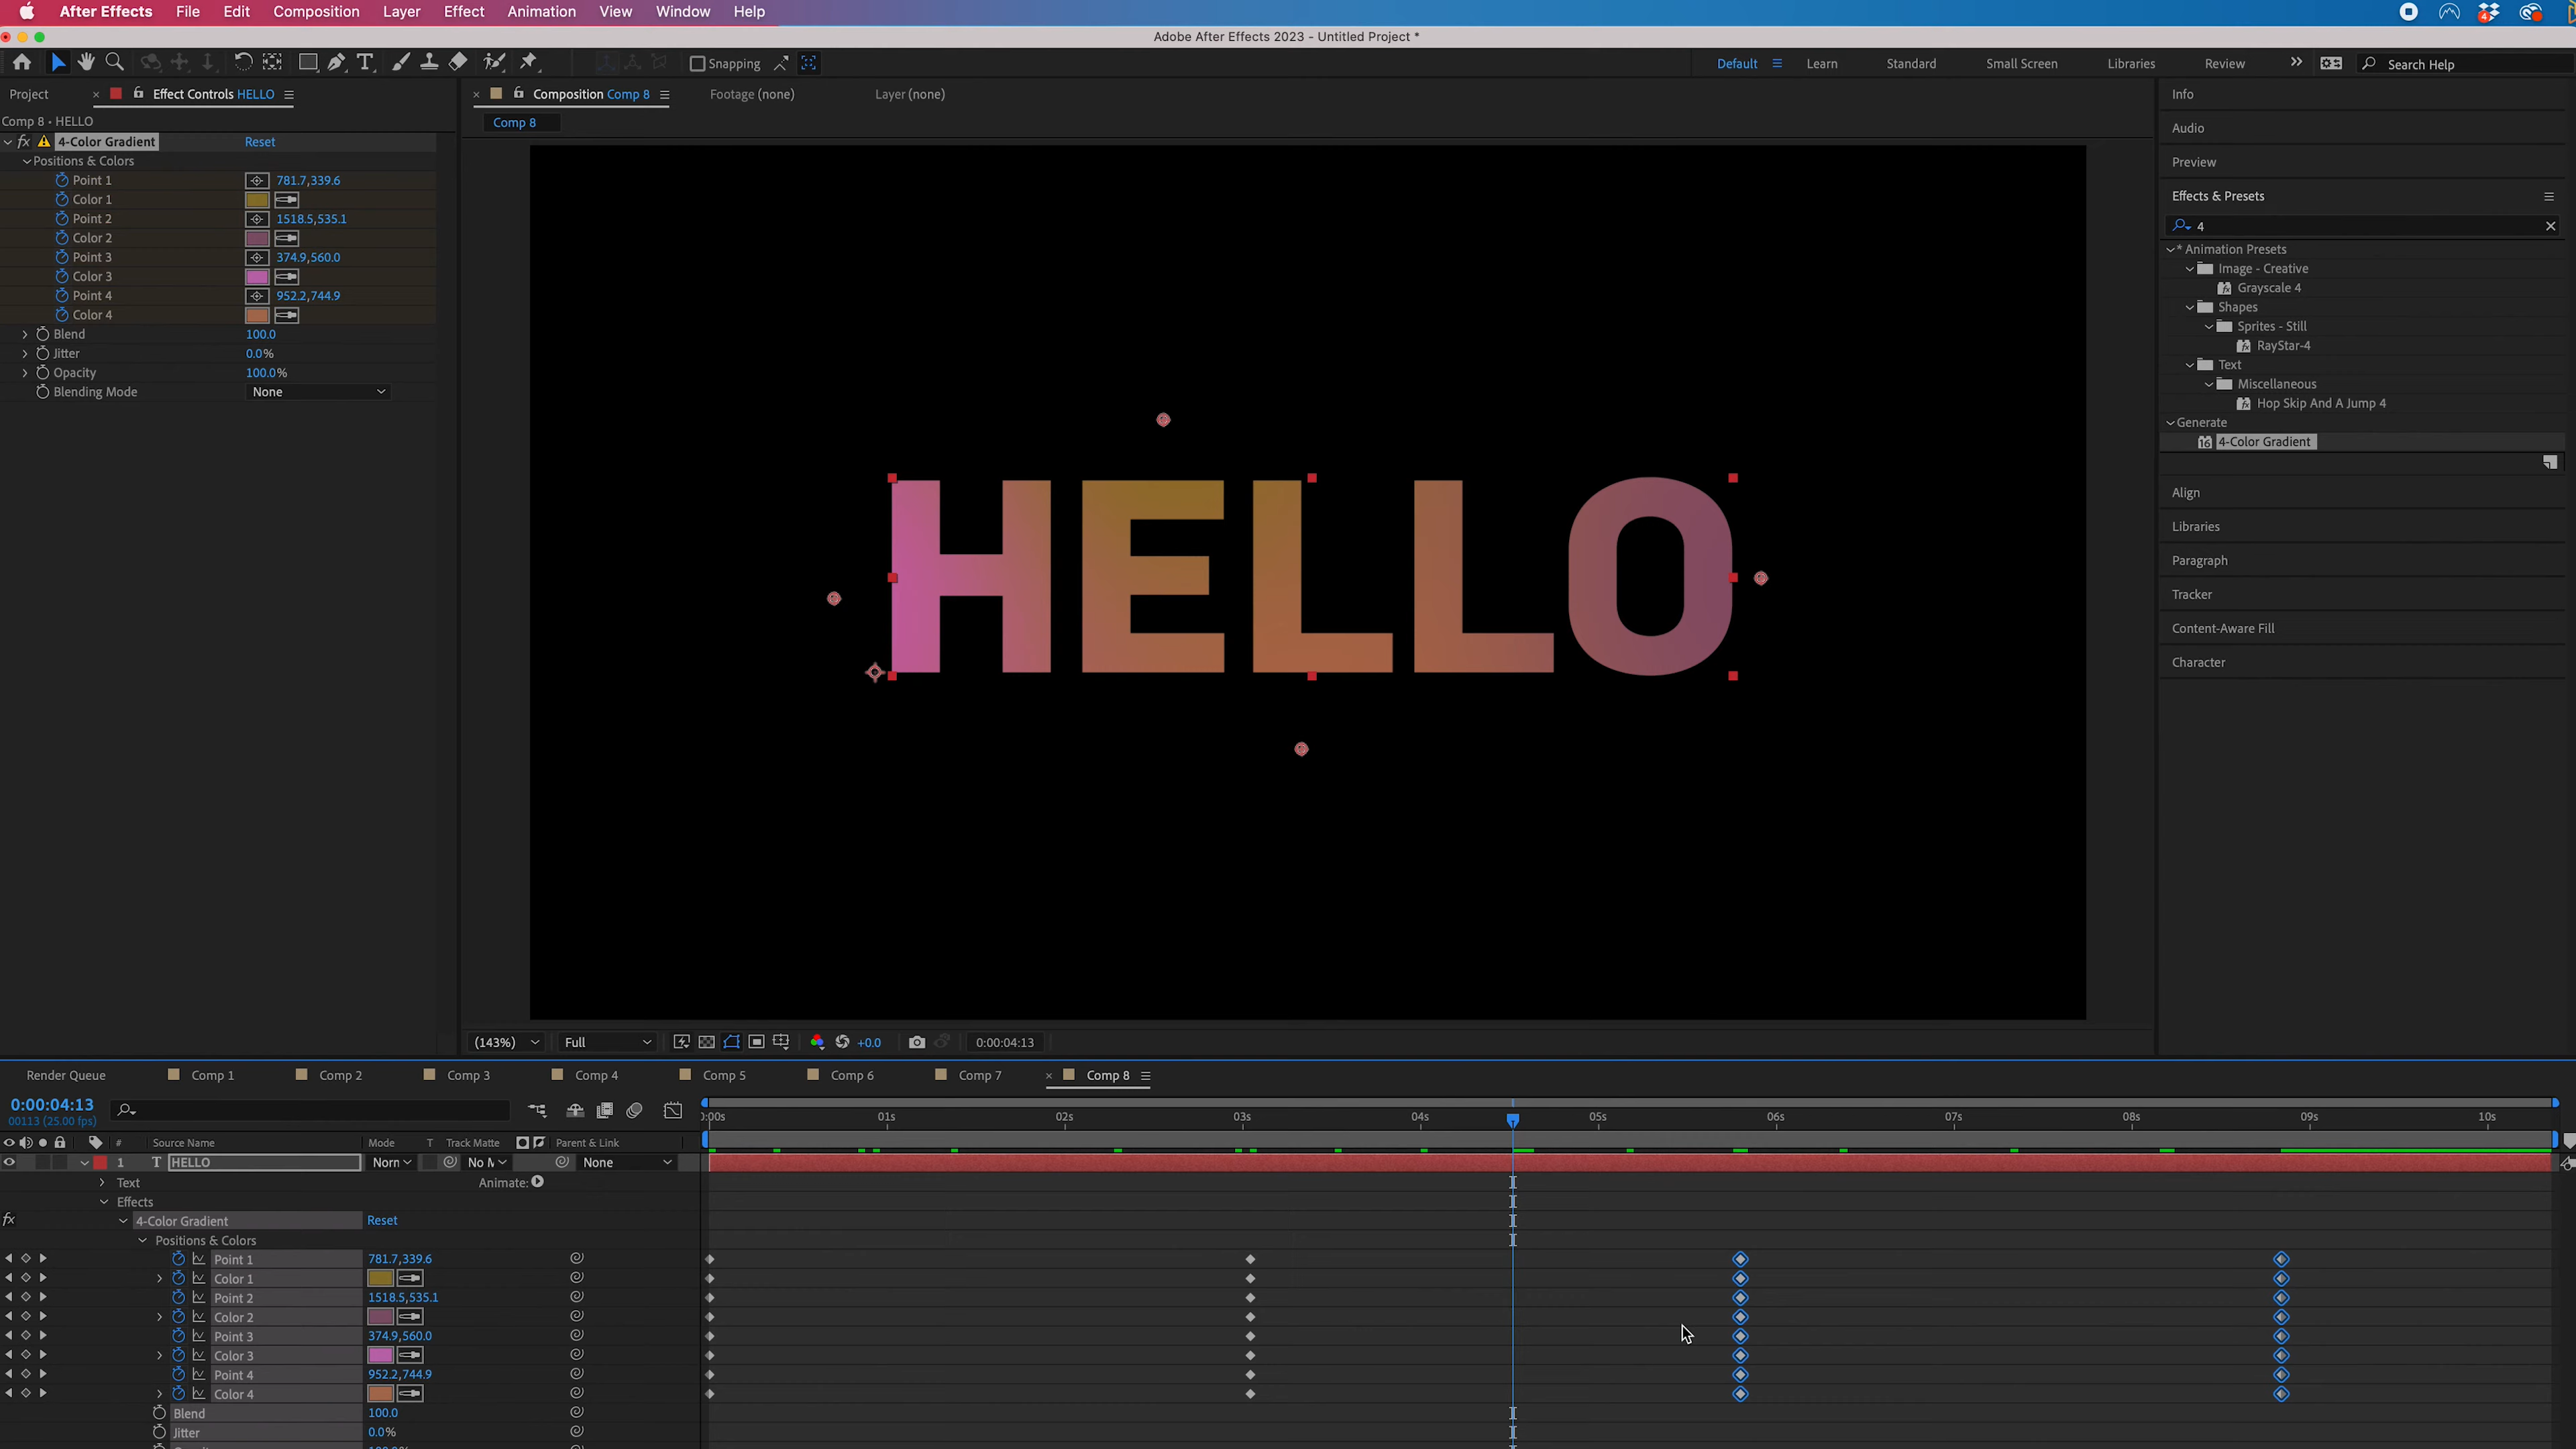 After Effects File Edit Composition Layer Effect Animation View Window Help
4
Adobe After Effects 2023 - Untitled Project *
Snapping Default Learn Standard Small Screen Libraries Review Search Help
Project Effect Controls HELLO
Comp 8 • HELLO
fx 4-Color Gradient Reset
Positions & Colors
Point 1 781.7,339.6
Color 1
Point 2 1518.5,535.1
Color 2
Point 3 374.9,560.0
Color 3
Point 4 952.2,744.9
Color 4
Blend 100.0
Jitter 0.0%
Opacity 100.0%
Blending Mode None
Composition Comp 8 Footage (none) Layer (none)
Comp 8
HELLO
(143%) Full +0.0 0:00:04:13
Info
Audio
Preview
Effects & Presets
4
* Animation Presets
Image - Creative
Grayscale 4
Shapes
Sprites - Still
RayStar-4
Text
Miscellaneous
Hop Skip And A Jump 4
Generate
16 4-Color Gradient
Align
Libraries
Paragraph
Tracker
Content-Aware Fill
Character
Render Queue Comp 1 Comp 2 Comp 3 Comp 4 Comp 5 Comp 6 Comp 7 Comp 8
0:00:04:13
00113 (25.00 fps)
:00s 01s 02s 03s 04s 05s 06s 07s 08s 09s 10s
# Source Name Mode T Track Matte Parent & Link
1 T HELLO Norn No M None
Text Animate:
Effects
fx 4-Color Gradient Reset
Positions & Colors
Point 1 781.7,339.6
Color 1
Point 2 1518.5,535.1
Color 2
Point 3 374.9,560.0
Color 3
Point 4 952.2,744.9
Color 4
Blend 100.0
Jitter 0.0%